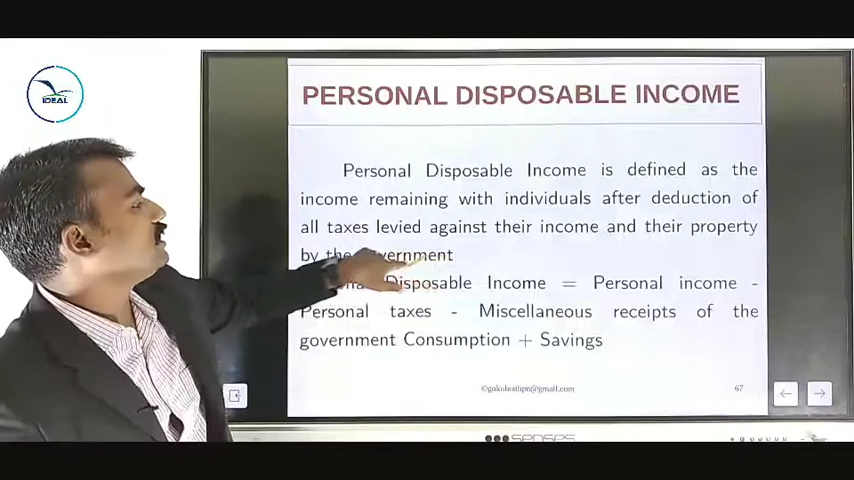 IDEAL
PERSONAL DISPOSABLE INCOME
Personal Disposable Income is defined as the
income remaining with individuals after deduction of
all taxes levied against their income and their property
by the government
Disposable Income = Personal income -
Personal taxes - Miscellaneous receipts of the
government Consumption + Savings
67
SENSES